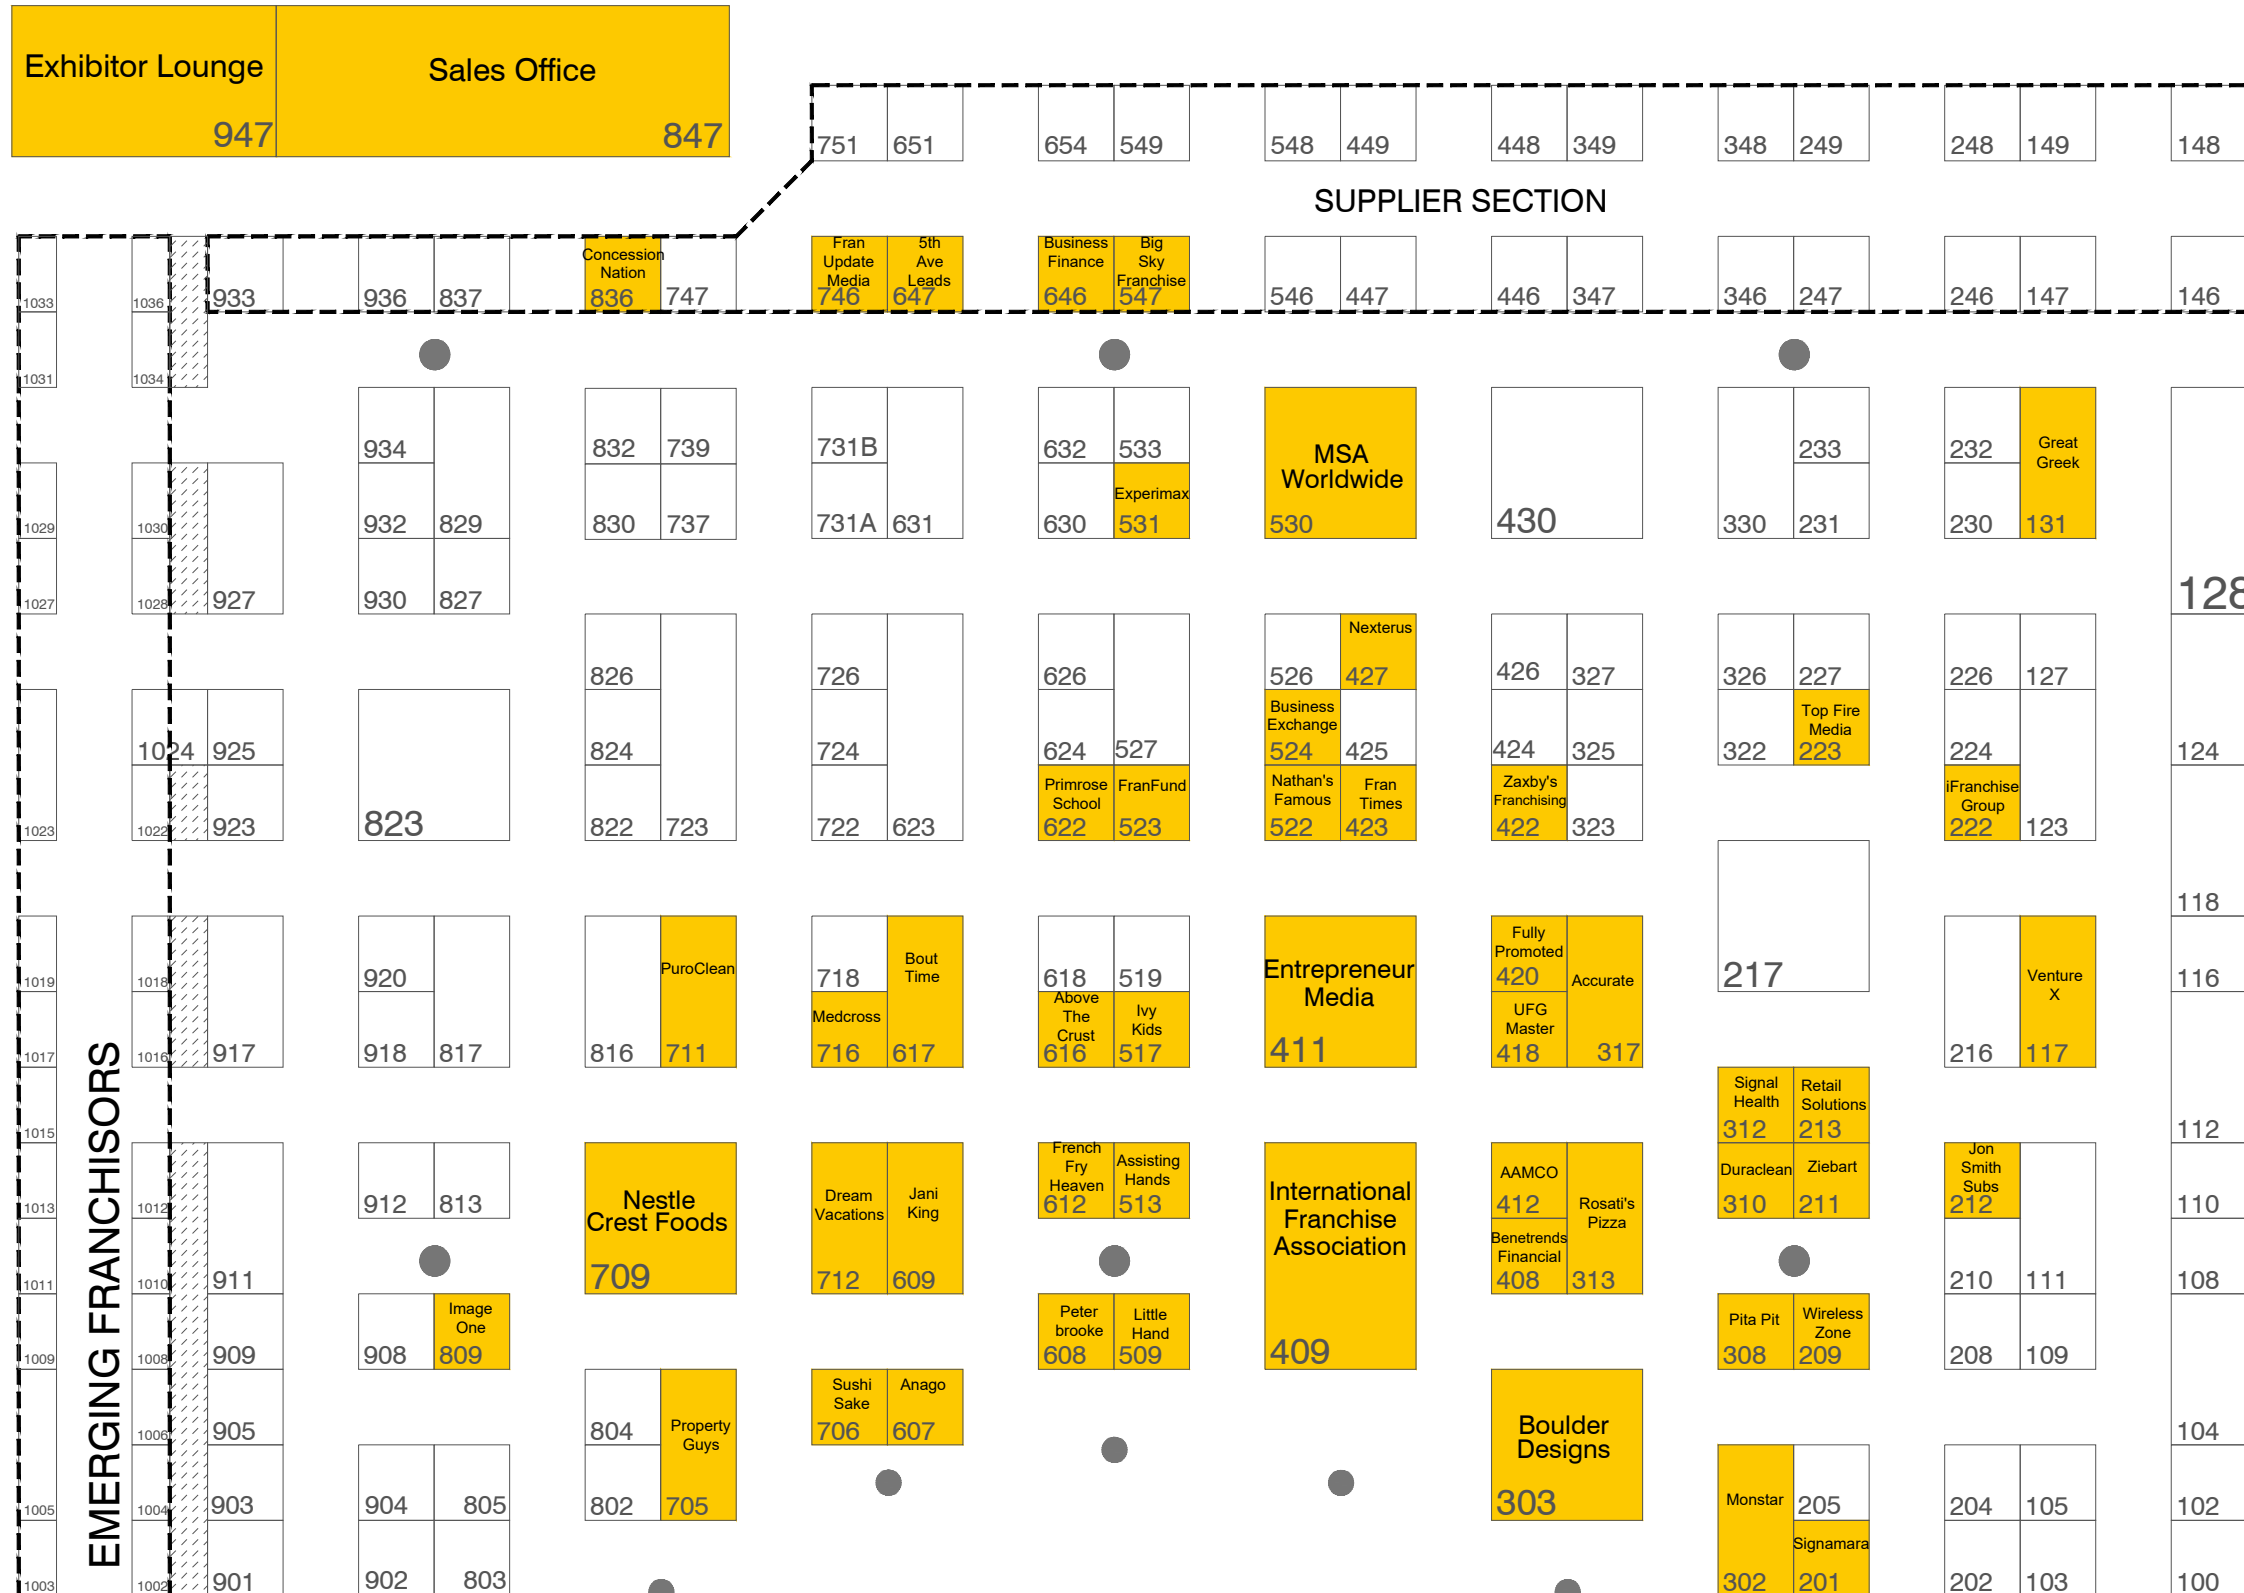 Exhibitor Lounge
947
Sales Office
847
751
651
654
549
548
449
448
349
348
249
248
149
148
SUPPLIER SECTION
1033
1036
933
936
837
Concession
Nation
836
747
Fran
Update
Media
746
5th
Ave
Leads
647
Business
Finance
646
Big
Sky
Franchise
547
546
447
446
347
346
247
246
147
146
1031
1034
934
832
739
731B
632
533
MSA
Worldwide
530
430
233
232
Great
Greek
131
1029
1030
932
829
830
737
731A
631
630
Experimax
531
330
231
230
1027
1028
927
930
827
128
826
726
626
526
Nexterus
427
426
327
326
227
226
127
1024
925
824
724
624
527
Business
Exchange
524
425
424
325
322
Top Fire
Media
223
224
124
1023
1022
923
823
822
723
722
623
Primrose
School
622
FranFund
523
Nathan's
Famous
522
Fran
Times
423
Zaxby's
Franchising
422
323
iFranchise
Group
222
123
118
1019
1018
920
PuroClean
711
718
Bout
Time
617
618
519
Entrepreneur
Media
411
Fully
Promoted
420
Accurate
317
217
Venture
X
117
116
1017
1016
917
918
817
816
Medcross
716
Above
The
Crust
616
Ivy
Kids
517
UFG
Master
418
216
EMERGING FRANCHISORS
1015
Signal
Health
312
Retail
Solutions
213
112
1013
1012
912
813
Nestle
Crest Foods
709
Dream
Vacations
712
Jani
King
609
French
Fry
Heaven
612
Assisting
Hands
513
International
Franchise
Association
409
AAMCO
412
Rosati's
Pizza
313
Duraclean
310
Ziebart
211
Jon
Smith
Subs
212
110
1011
1010
911
Benetrends
Financial
408
210
111
108
1009
1008
909
908
Image
One
809
Peter
brooke
608
Little
Hand
509
Pita Pit
308
Wireless
Zone
209
208
109
1006
905
804
Property
Guys
705
Sushi
Sake
706
Anago
607
Boulder
Designs
303
104
1005
1004
903
904
805
802
Monstar
302
205
204
105
102
1003
1002
901
902
803
Signamara
201
202
103
100